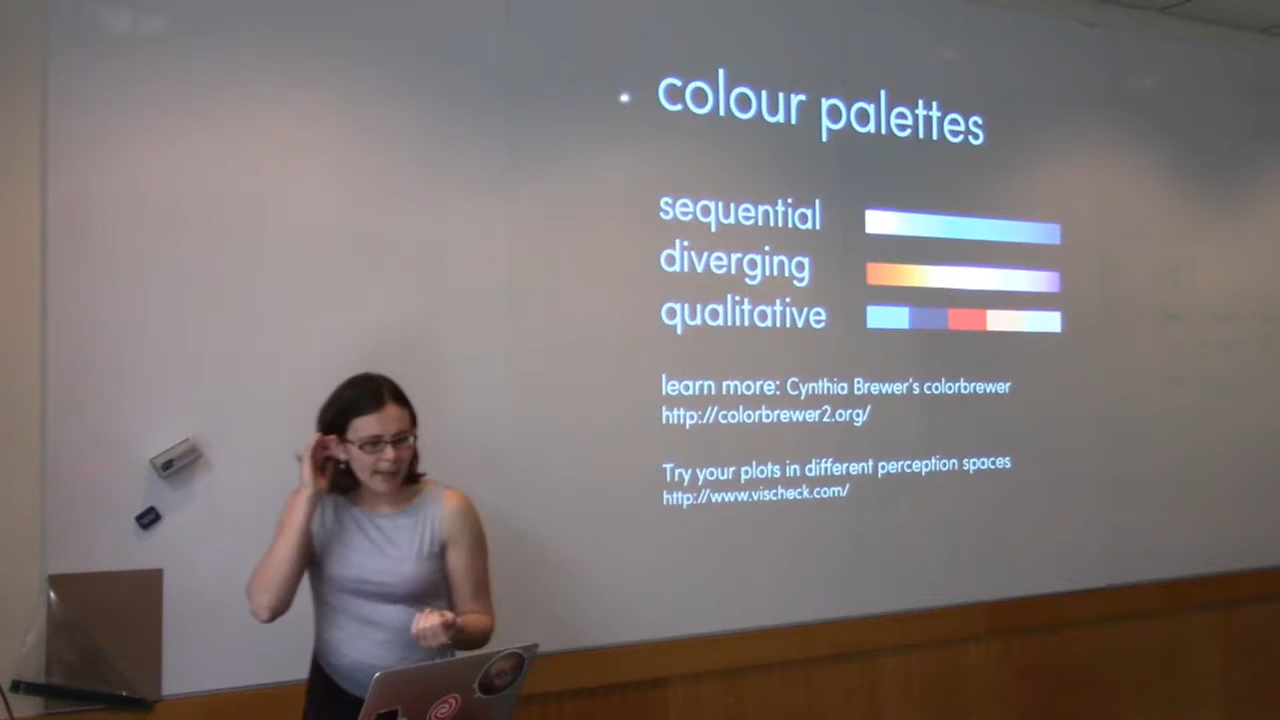 colour palettes
sequential
diverging
qualitative
learn more: Cynthia Brewer's colorbrewer
http://colorbrewer2.org/
Try your plots in different perception spaces
http://www.vischeck.com/